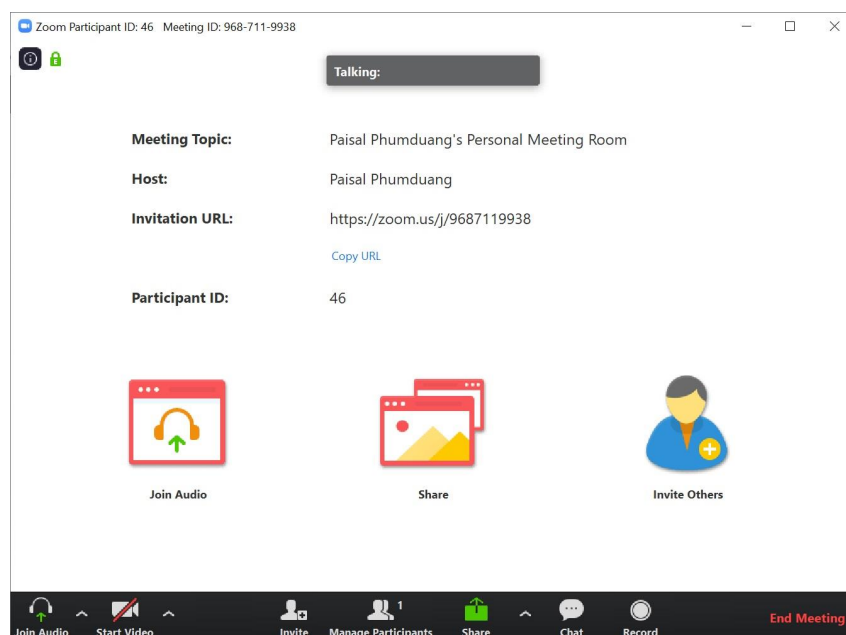 Zoom Participant ID: 46 Meeting ID: 968-711-9938
Talking:
Meeting Topic: Paisal Phumduang's Personal Meeting Room
Host: Paisal Phumduang
Invitation URL: https://zoom.us/j/9687119938
Copy URL
Participant ID: 46
Join Audio Share Invite Others
1
Join Audio Start Video Invite Manage Participants Share Chat Record End Meeting